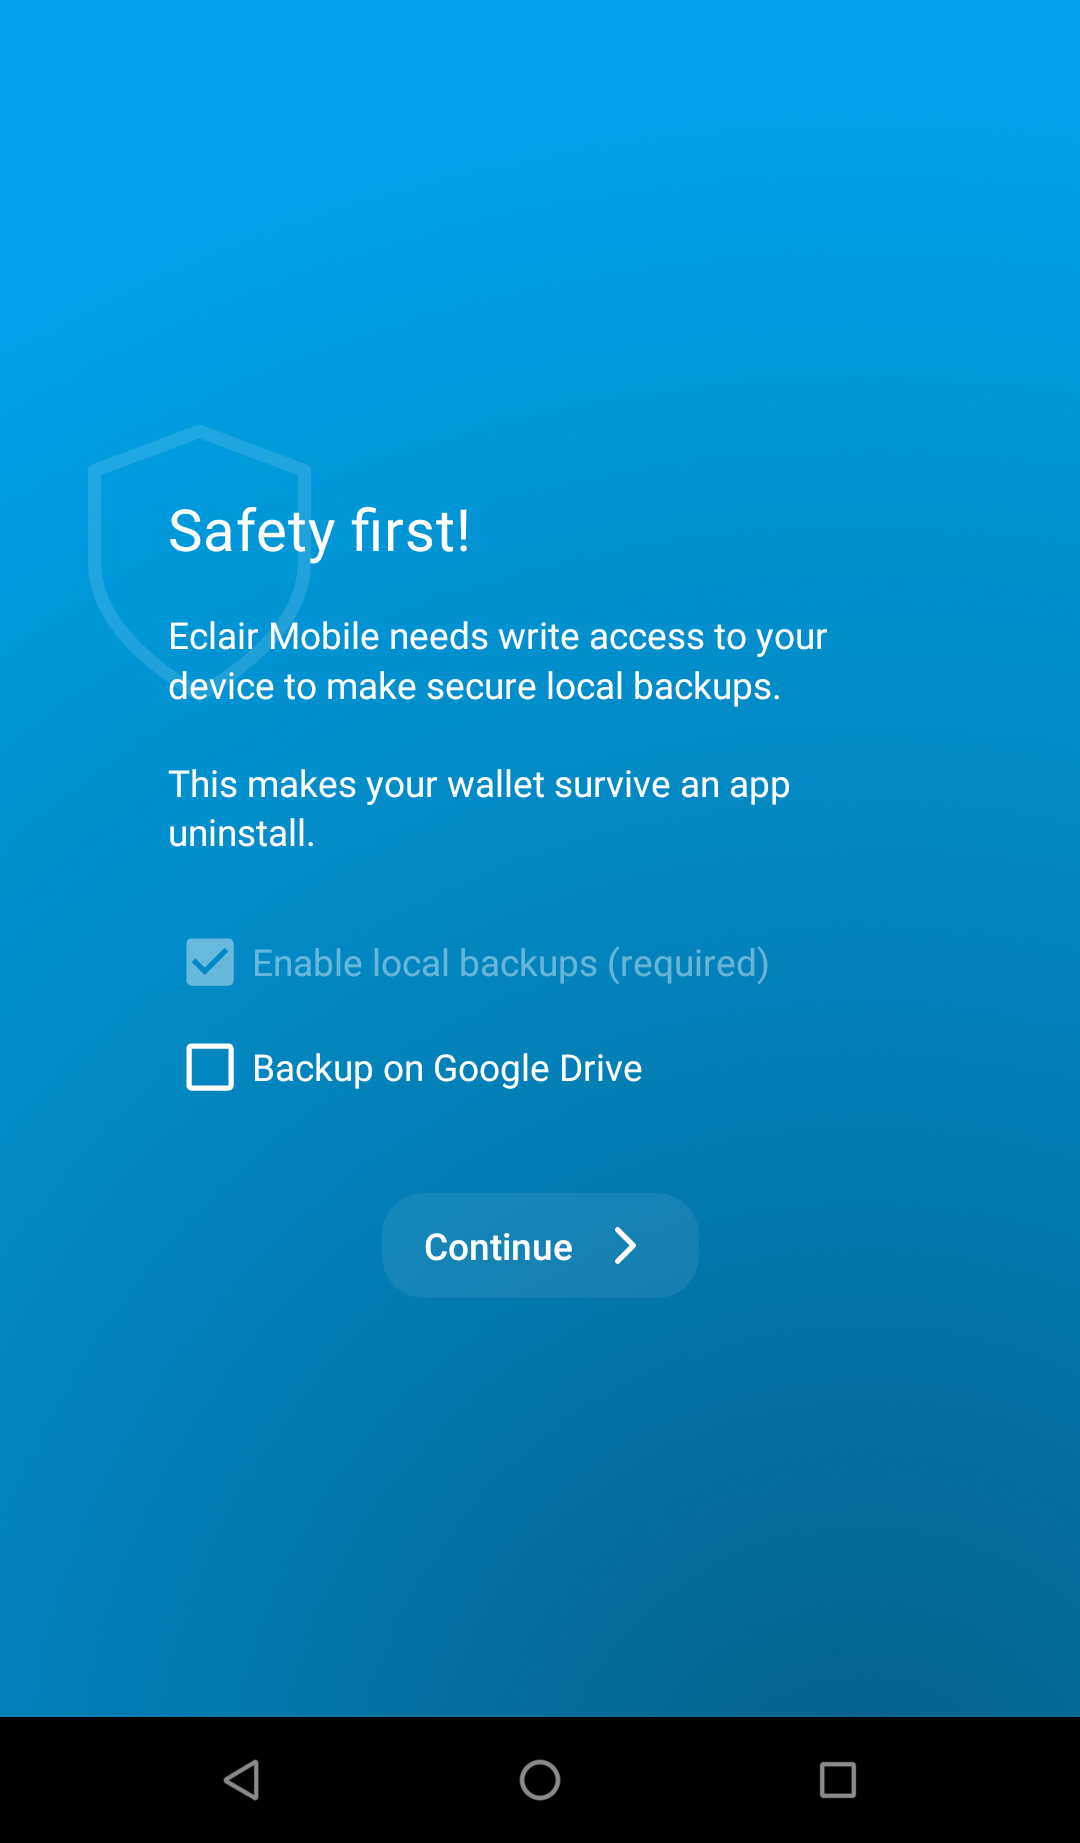 Safety first!
Eclair Mobile needs write access to your
device to make secure local backups.
This makes your wallet survive an app
uninstall.
Enable local backups (required)
Backup on Google Drive
Continue